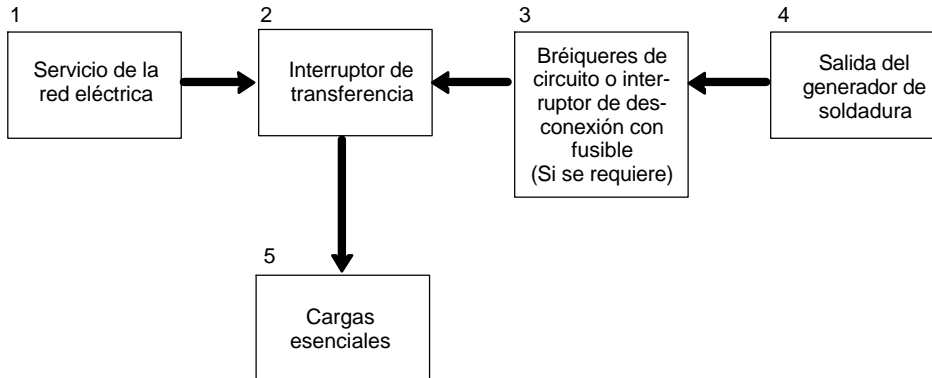 1
Servicio de la
red eléctrica
2
Interruptor de
transferencia
3
Bréiqueres de
circuito o inter-
ruptor de des-
conexión con
fusible
(Si se requiere)
4
Salida del
generador de
soldadura
5
Cargas
esenciales